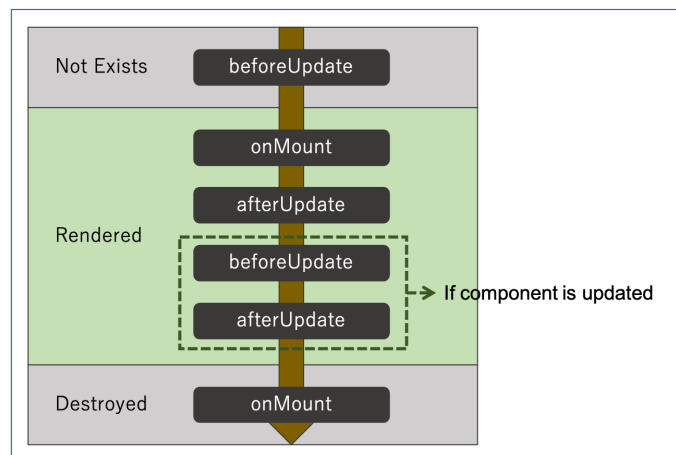 Not Exists
beforeUpdate
onMount
afterUpdate
Rendered
beforeUpdate
If component is updated
afterUpdate
Destroyed
onMount